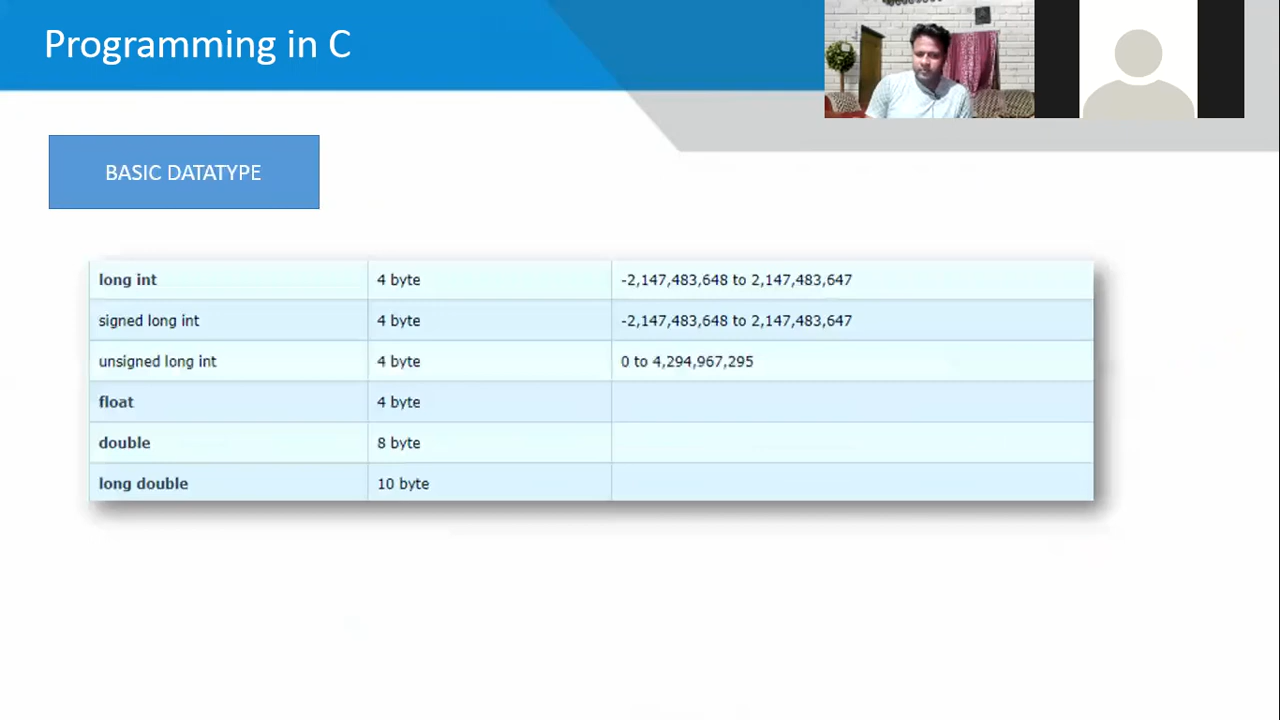 Programming in C
BASIC DATATYPE
long int 4 byte -2,147,483,648 to 2,147,483,647
signed long int 4 byte -2,147,483,648 to 2,147,483,647
unsigned long int 4 byte 0 to 4,294,967,295
float 4 byte
double 8 byte
long double 10 byte